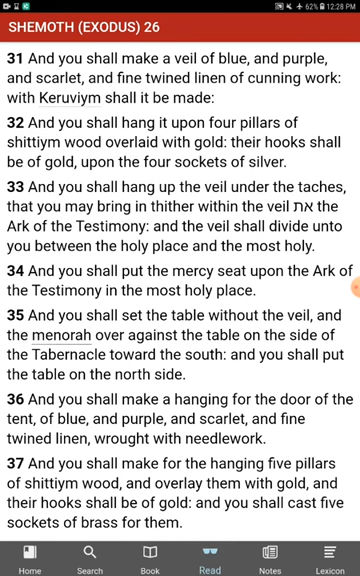 62% 12:28 PM
SHEMOTH (EXODUS) 26
31 And you shall make a veil of blue, and purple,
and scarlet, and fine twined linen of cunning work:
with Keruviym shall it be made:
32 And you shall hang it upon four pillars of
shittiym wood overlaid with gold: their hooks shall
be of gold, upon the four sockets of silver.
33 And you shall hang up the veil under the taches,
that you may bring in thither within the veil את the
Ark of the Testimony: and the veil shall divide unto
you between the holy place and the most holy.
34 And you shall put the mercy seat upon the Ark of
the Testimony in the most holy place.
35 And you shall set the table without the veil, and
the menorah over against the table on the side of
the Tabernacle toward the south: and you shall put
the table on the north side.
36 And you shall make a hanging for the door of the
tent, of blue, and purple, and scarlet, and fine
twined linen, wrought with needlework.
37 And you shall make for the hanging five pillars
of shittiym wood, and overlay them with gold, and
their hooks shall be of gold: and you shall cast five
sockets of brass for them.
Home Search Book Read Notes Lexicon